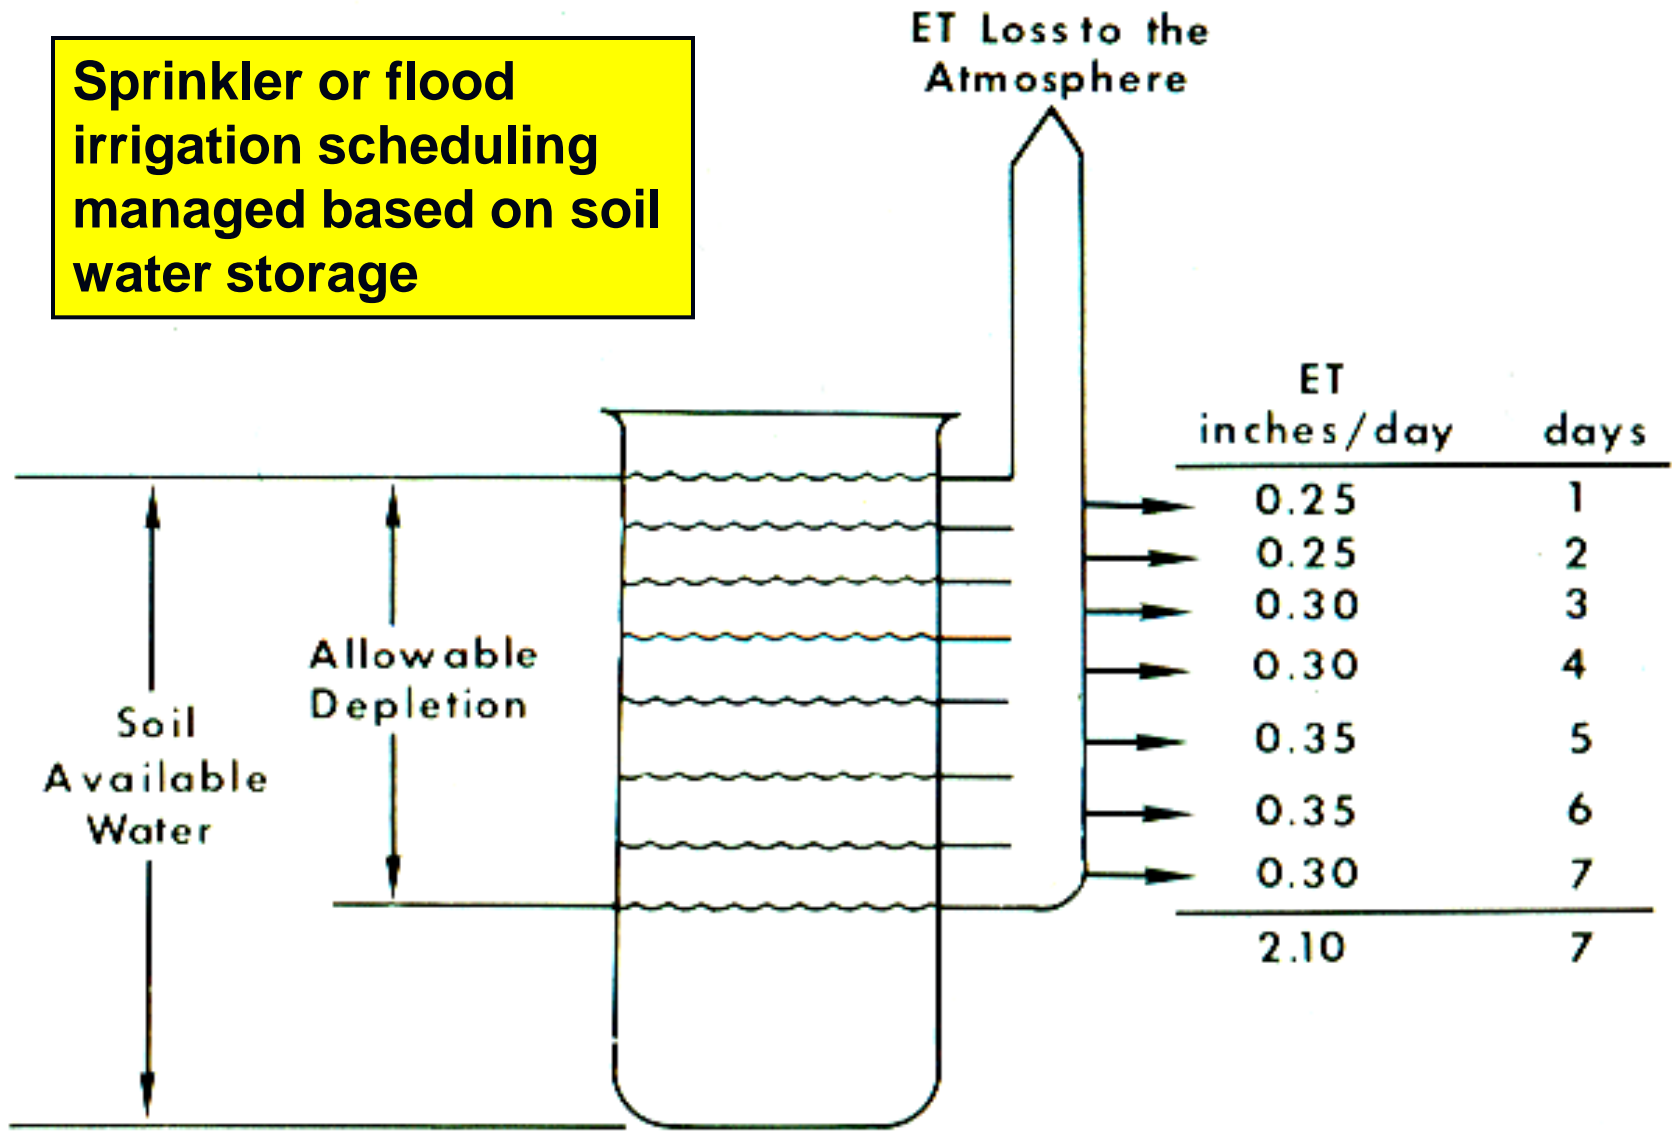 Sprinkler or flood
irrigation scheduling
managed based on soil
water storage
ET Loss to the
Atmosphere
Soil
Available
Water
Allowable
Depletion
ET
inches/day days
0.25 1
0.25 2
0.30 3
0.30 4
0.35 5
0.35 6
0.30 7
2.10 7